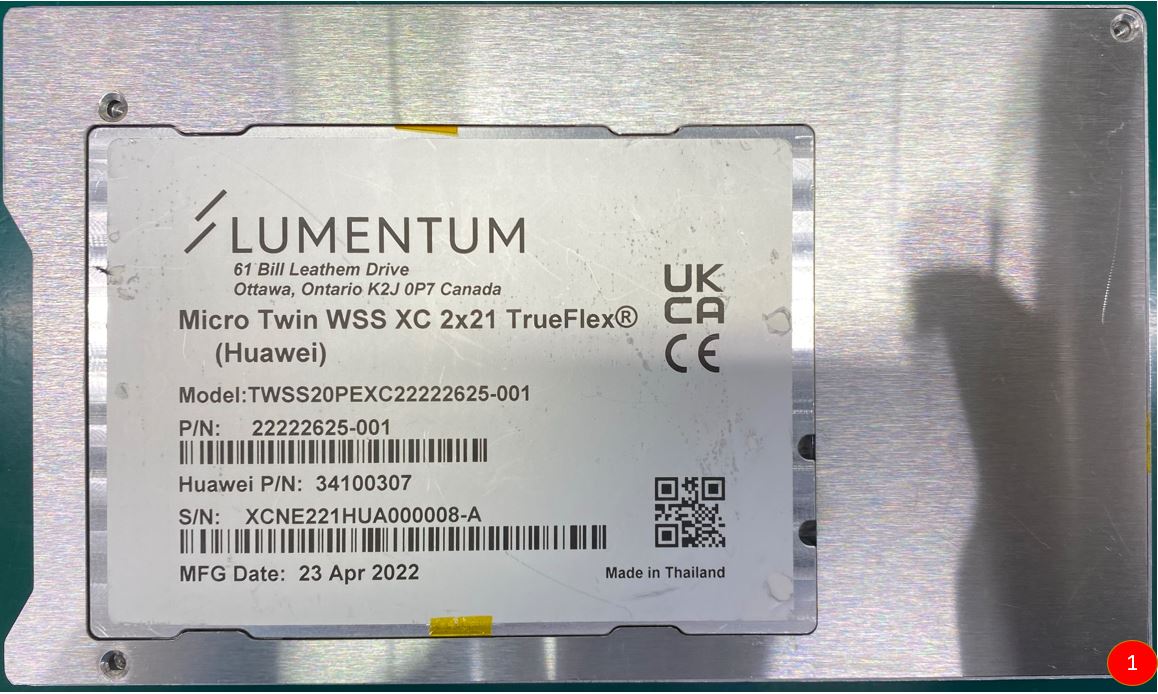 LUMENTUM
61 Bill Leathem Drive
Ottawa, Ontario K2J 0P7 Canada
Micro Twin WSS XC 2x21 TrueFlex®
(Huawei)
UK
CA
CE
Model:TWSS20PEXC22222625-001
P/N: 22222625-001
Huawei P/N: 34100307
S/N: XCNE221HUA000008-A
MFG Date: 23 Apr 2022
Made in Thailand
1